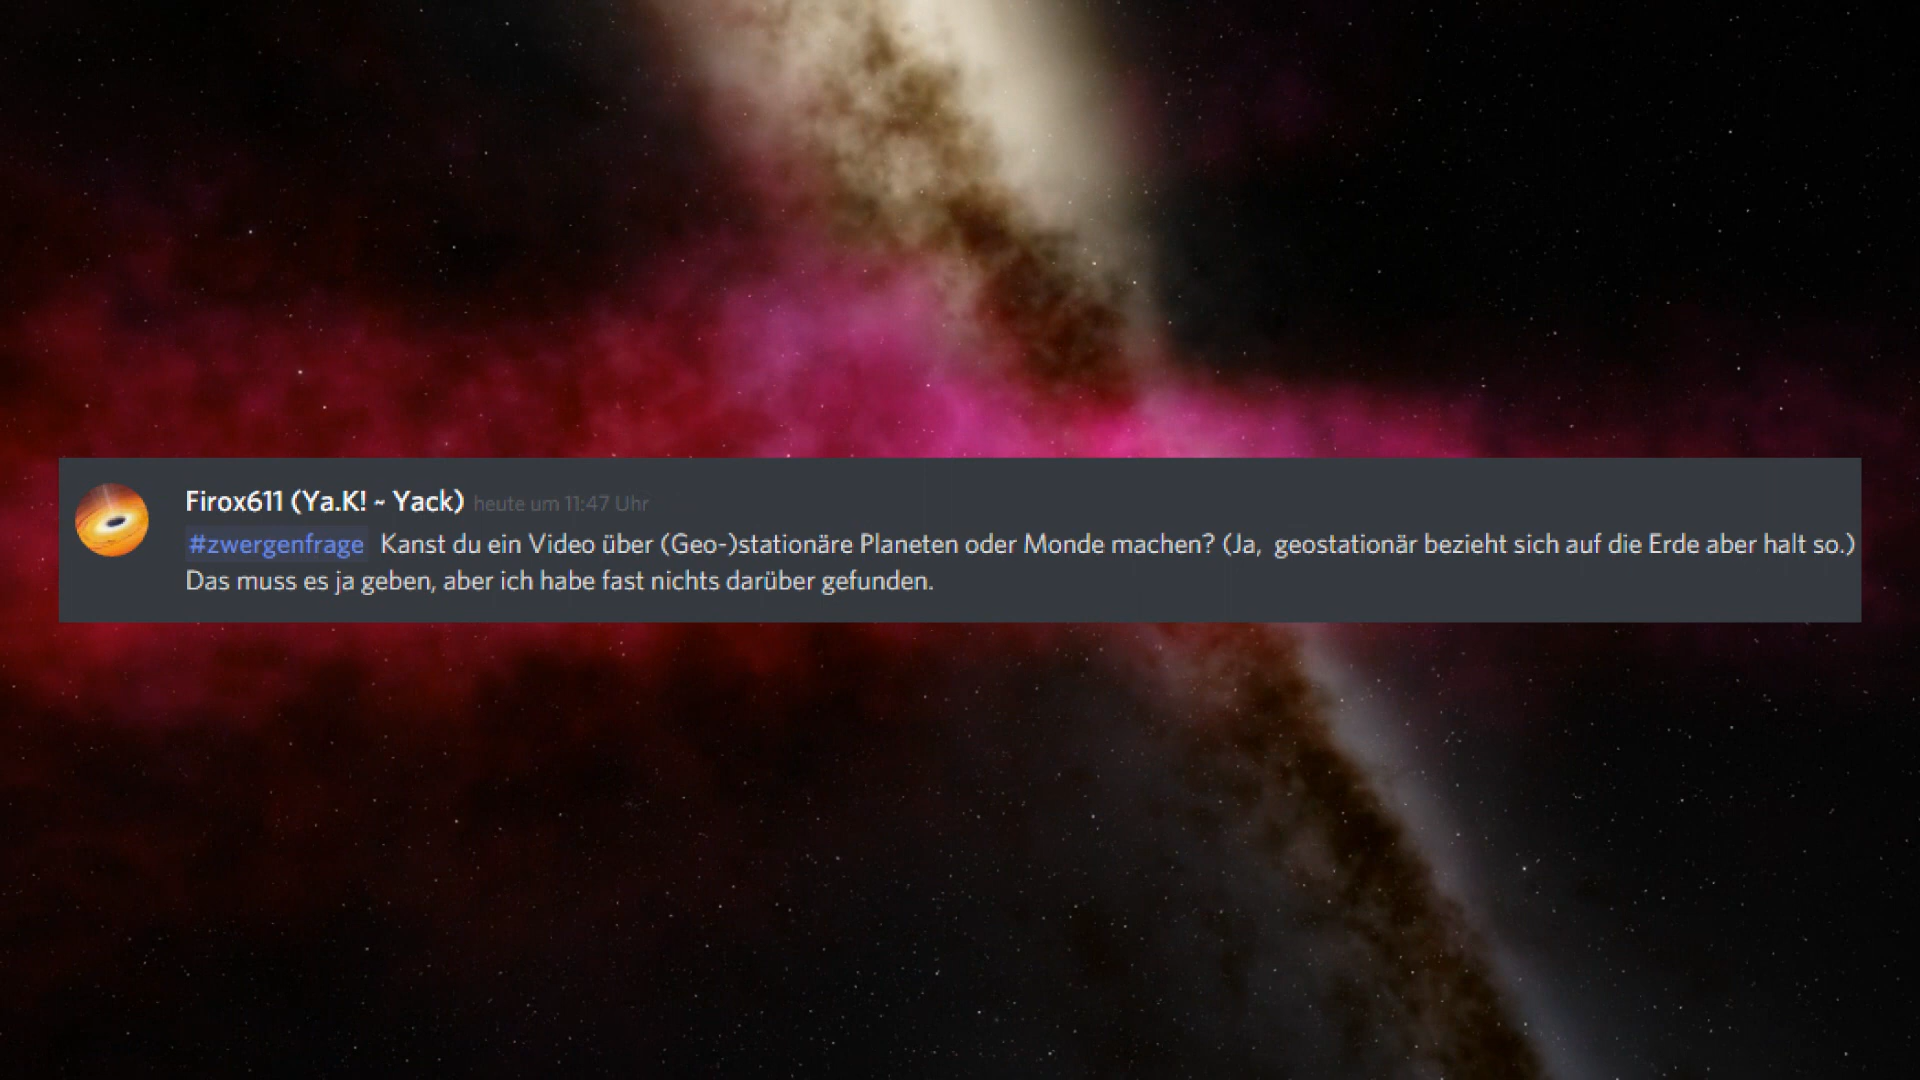 Firox611 (Ya.K! ~ Yack) heute um 11:47 Uhr
#zwergenfrage Kanst du ein Video über (Geo-)stationäre Planeten oder Monde machen? (Ja, geostationär bezieht sich auf die Erde aber halt so.)
Das muss es ja geben, aber ich habe fast nichts darüber gefunden.